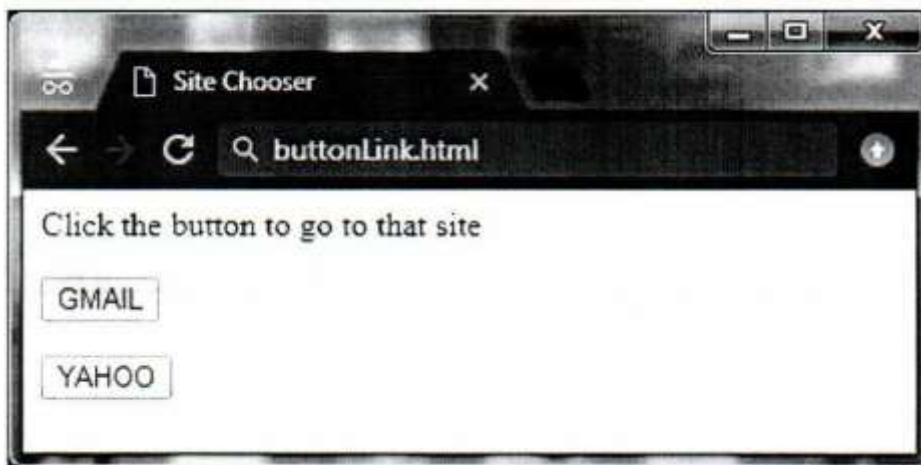 Site Chooser
buttonLink.html
Click the button to go to that site
GMAIL
YAHOO